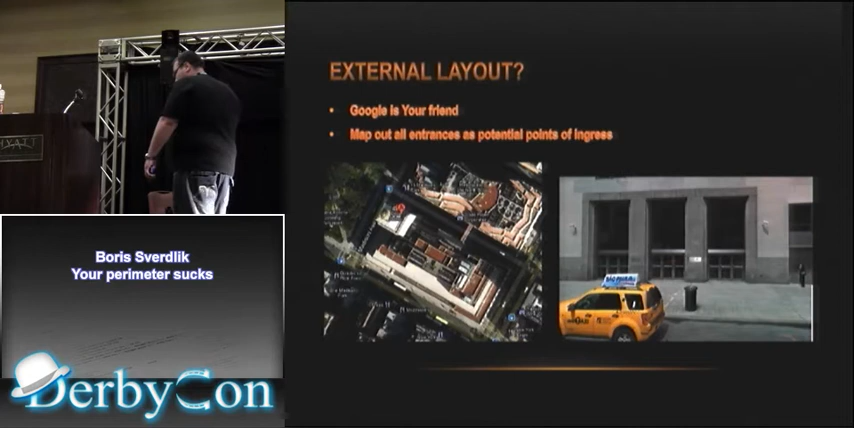 HYATT
Boris Sverdlik
Your perimeter sucks
DerbyCon
EXTERNAL LAYOUT?
• Google is Your friend
• Map out all entrances as potential points of ingress